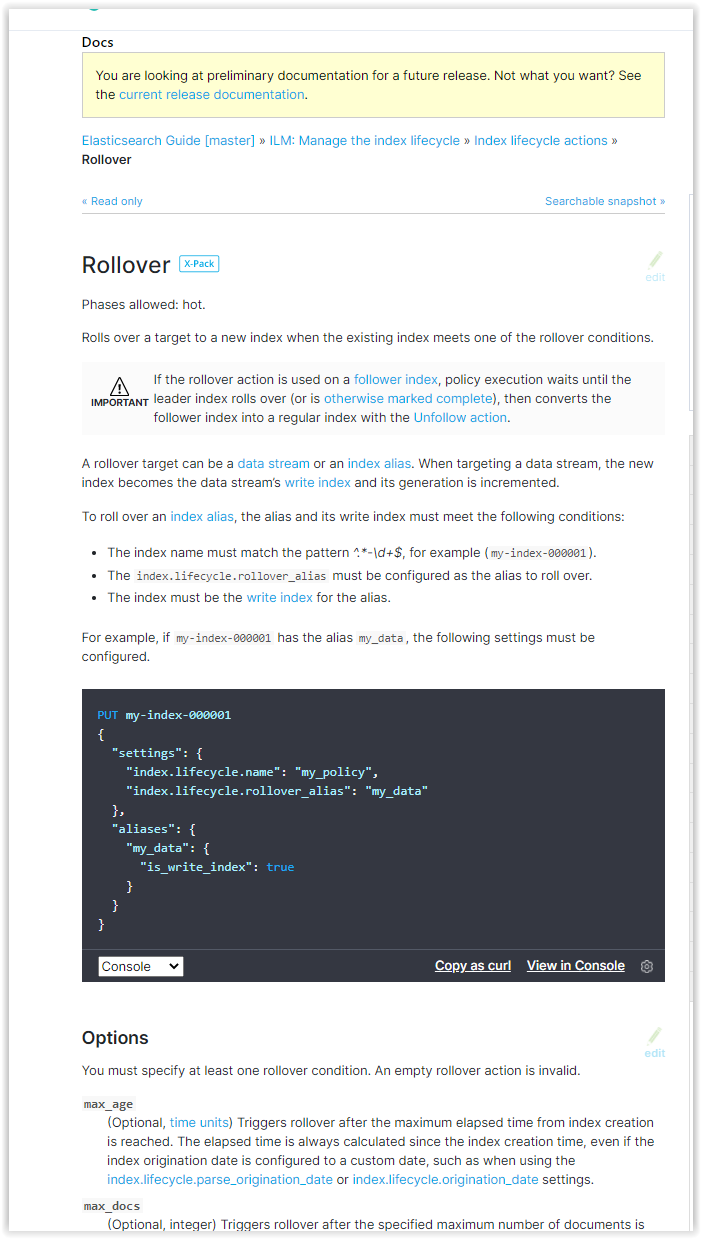 Docs
You are looking at preliminary documentation for a future release. Not what you want? See
the current release documentation.
Elasticsearch Guide [master] » ILM: Manage the index lifecycle » Index lifecycle actions »
Rollover
« Read only
Searchable snapshot »
Rollover X-Pack
edit
Phases allowed: hot.
Rolls over a target to a new index when the existing index meets one of the rollover conditions.
IMPORTANT
If the rollover action is used on a follower index, policy execution waits until the
leader index rolls over (or is otherwise marked complete), then converts the
follower index into a regular index with the Unfollow action.
A rollover target can be a data stream or an index alias. When targeting a data stream, the new
index becomes the data stream’s write index and its generation is incremented.
To roll over an index alias, the alias and its write index must meet the following conditions:
• The index name must match the pattern ^.*-\d+$, for example (my-index-000001).
• The index.lifecycle.rollover_alias must be configured as the alias to roll over.
• The index must be the write index for the alias.
For example, if my-index-000001 has the alias my_data, the following settings must be
configured.
PUT my-index-000001
{
  "settings": {
    "index.lifecycle.name": "my_policy",
    "index.lifecycle.rollover_alias": "my_data"
  },
  "aliases": {
    "my_data": {
      "is_write_index": true
    }
  }
}
Console
Copy as curl View in Console
Options
edit
You must specify at least one rollover condition. An empty rollover action is invalid.
max_age
(Optional, time units) Triggers rollover after the maximum elapsed time from index creation
is reached. The elapsed time is always calculated since the index creation time, even if the
index origination date is configured to a custom date, such as when using the
index.lifecycle.parse_origination_date or index.lifecycle.origination_date settings.
max_docs
(Optional, integer) Triggers rollover after the specified maximum number of documents is